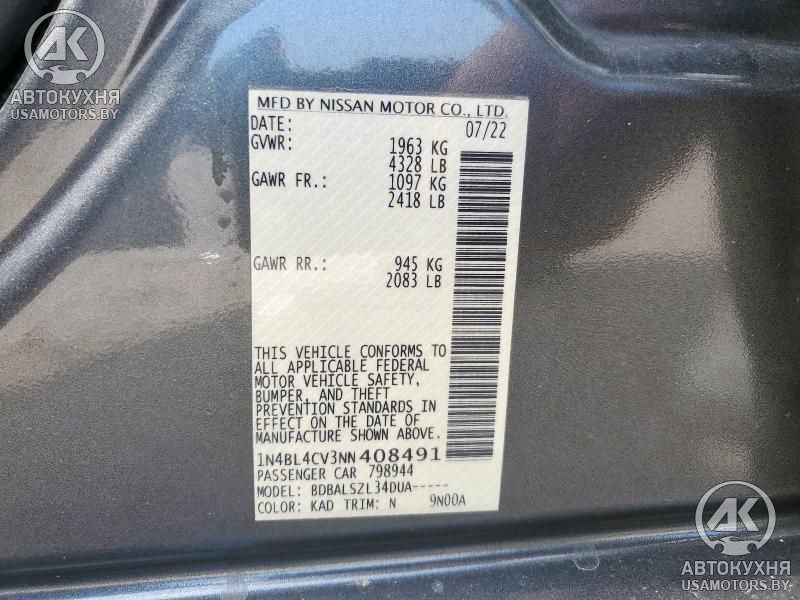 AK
АВТОКУХНЯ
USAMOTORS.BY
MFD BY NISSAN MOTOR CO., LTD.
DATE: 07/22
GVWR: 1963 KG
4328 LB
GAWR FR.: 1097 KG
2418 LB
GAWR RR.: 945 KG
2083 LB
THIS VEHICLE CONFORMS TO
ALL APPLICABLE FEDERAL
MOTOR VEHICLE SAFETY,
BUMPER, AND THEFT
PREVENTION STANDARDS IN
EFFECT ON THE DATE OF
MANUFACTURE SHOWN ABOVE.
1N4BL4CV3NN408491
PASSENGER CAR 798944
MODEL: BDBALSZL34DUA-----
COLOR: KAD TRIM: N 9N00A
AK
АВТОКУХНЯ
USAMOTORS.BY